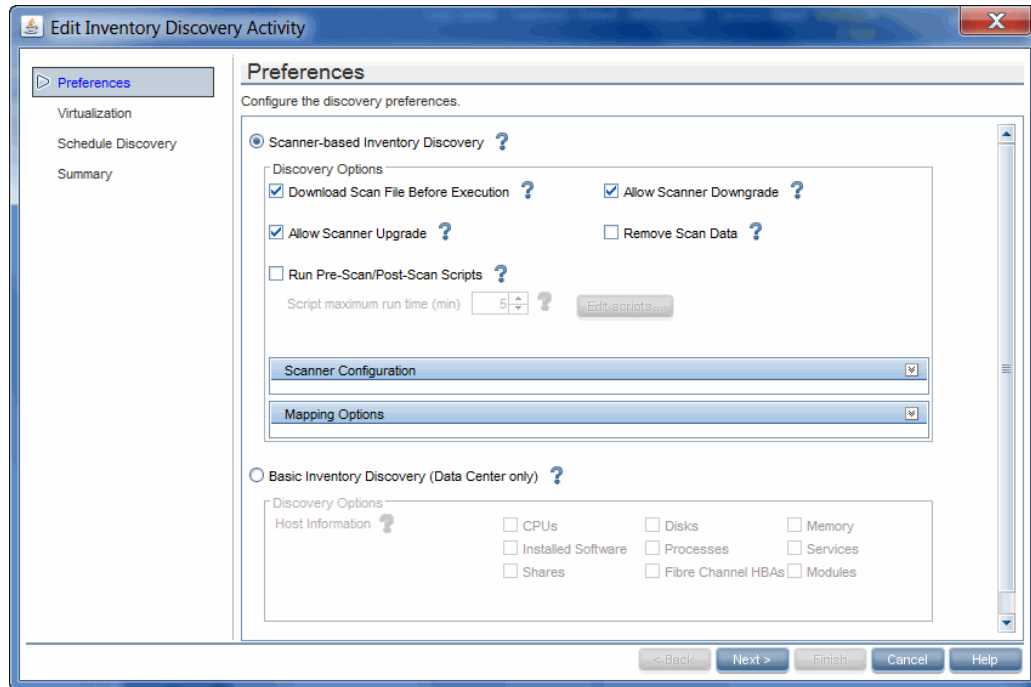 Edit Inventory Discovery Activity
X
Preferences
Virtualization
Schedule Discovery
Summary
Preferences
Configure the discovery preferences.
Scanner-based Inventory Discovery ?
Discovery Options
Download Scan File Before Execution ? Allow Scanner Downgrade ?
Allow Scanner Upgrade ? Remove Scan Data ?
Run Pre-Scan/Post-Scan Scripts ?
Script maximum run time (min) 5 ? Edit scripts...
Scanner Configuration
Mapping Options
Basic Inventory Discovery (Data Center only) ?
Discovery Options
Host Information ? CPUs Disks Memory
Installed Software Processes Services
Shares Fibre Channel HBAs Modules
< Back Next > Finish Cancel Help